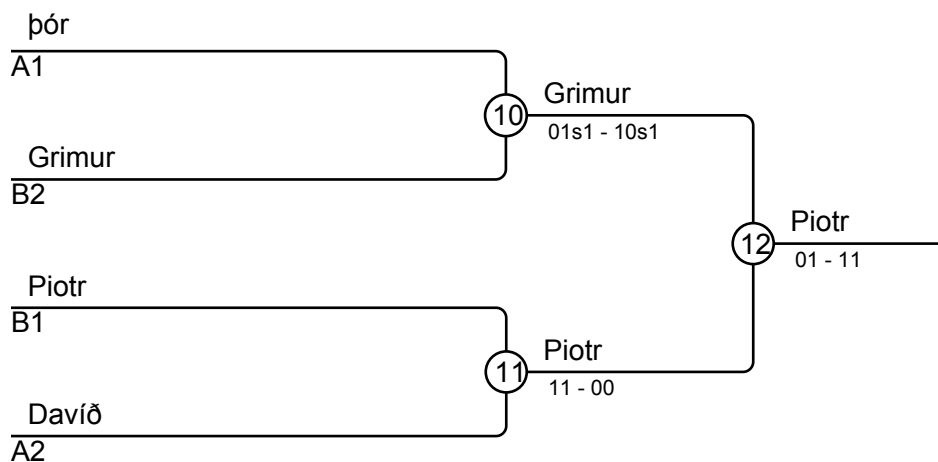 þór
A1
10
Grimur
01s1 - 10s1
Grimur
B2
12
Piotr
01 - 11
Piotr
B1
11
Piotr
11 - 00
Davíð
A2